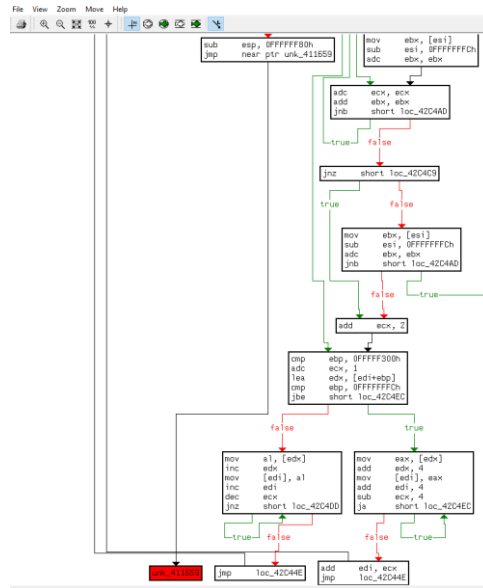 File View Zoom Move Help
100
%
sub esp, 0FFFFFF80h
jmp near ptr unk_411659
mov ebx, [esi]
sub esi, 0FFFFFFFCh
adc ebx, ebx
adc ecx, ecx
add ebx, ebx
jnb short loc_42C4AD
true
false
jnz short loc_42C4C9
true
false
mov ebx, [esi]
sub esi, 0FFFFFFFCh
adc ebx, ebx
jnb short loc_42C4AD
false
true
add ecx, 2
cmp ebp, 0FFFFF300h
adc ecx, 1
lea edx, [edi+ebp]
cmp ebp, 0FFFFFFFCh
jbe short loc_42C4EC
false
true
mov al, [edx]
inc edx
mov [edi], al
inc edi
dec ecx
jnz short loc_42C4DD
mov eax, [edx]
add edx, 4
mov [edi], eax
add edi, 4
sub ecx, 4
ja short loc_42C4EC
true
false
false
true
unk_411659
jmp loc_42C44E
add edi, ecx
jmp loc_42C44E